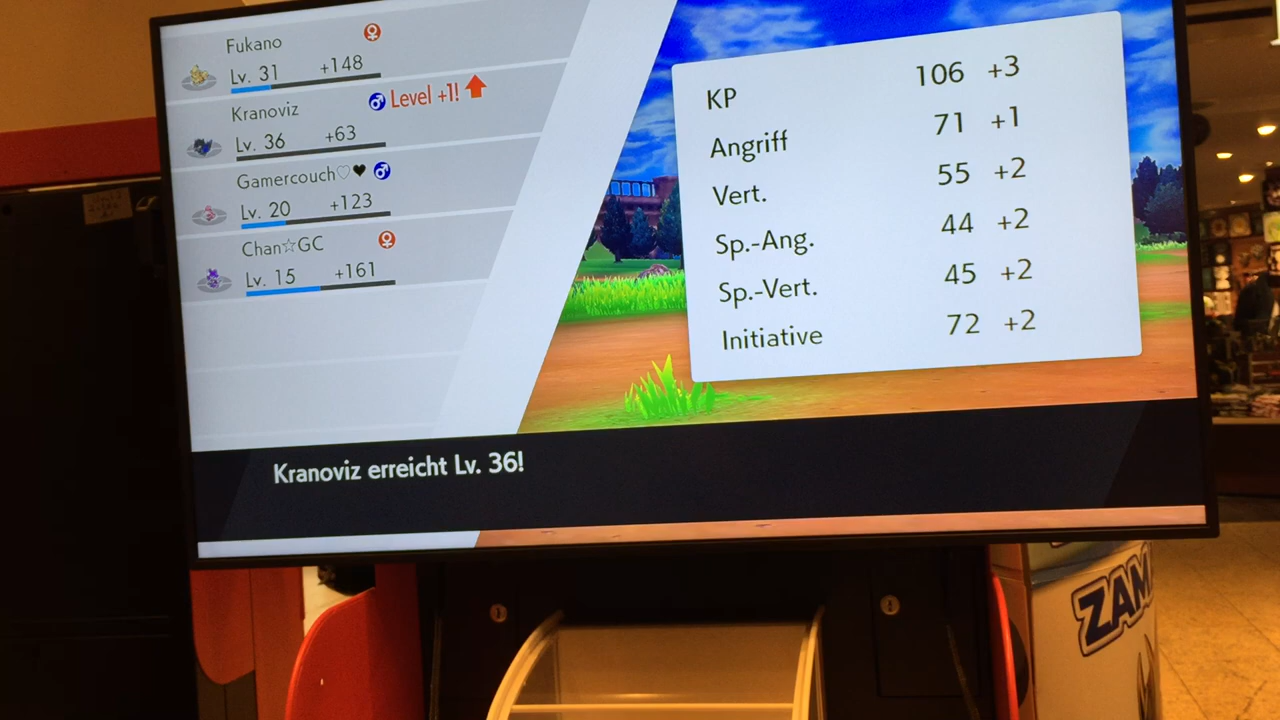 Fukano ♀
Lv. 31 +148
Kranoviz ♂ Level +1!
Lv. 36 +63
Gamercouch♡♥ ♂
Lv. 20 +123
Chan☆GC ♀
Lv. 15 +161
KP 106 +3
Angriff 71 +1
Vert. 55 +2
Sp.-Ang. 44 +2
Sp.-Vert. 45 +2
Initiative 72 +2
Kranoviz erreicht Lv. 36!